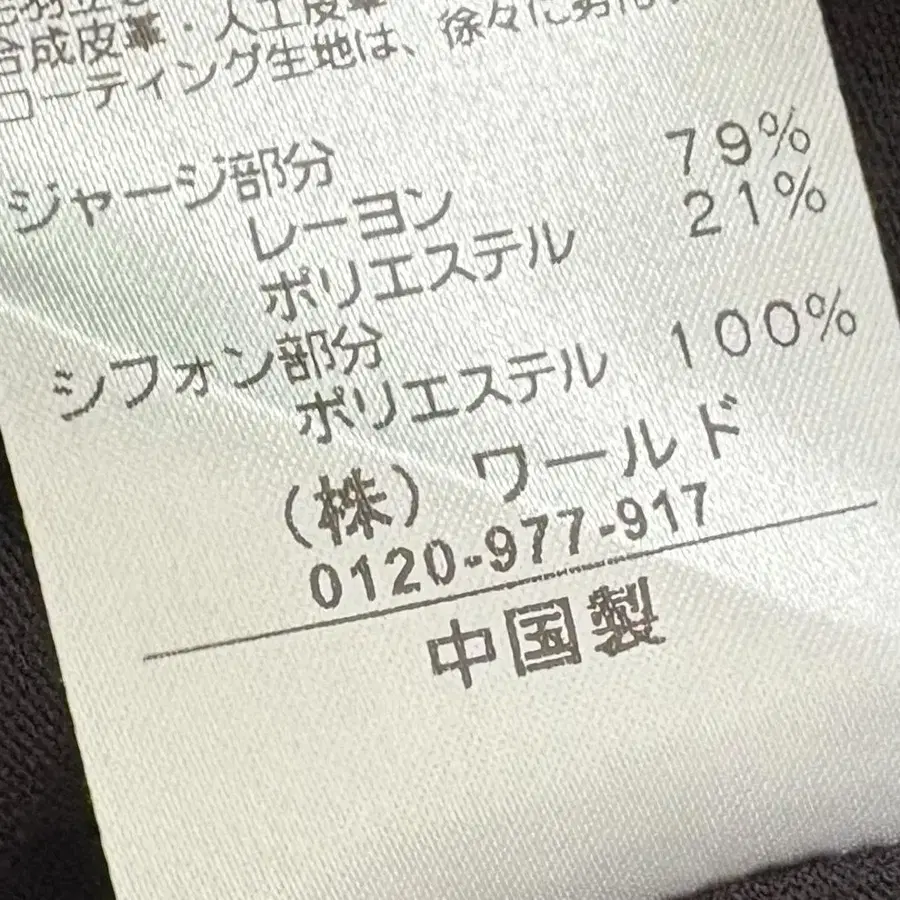 合成皮革・人工皮革
コーティング生地は、徐々に劣化
ジャージ部分
レーヨン 79%
ポリエステル 21%
シフォン部分
ポリエステル 100%
(株) ワールド
0120-977-917
中国製